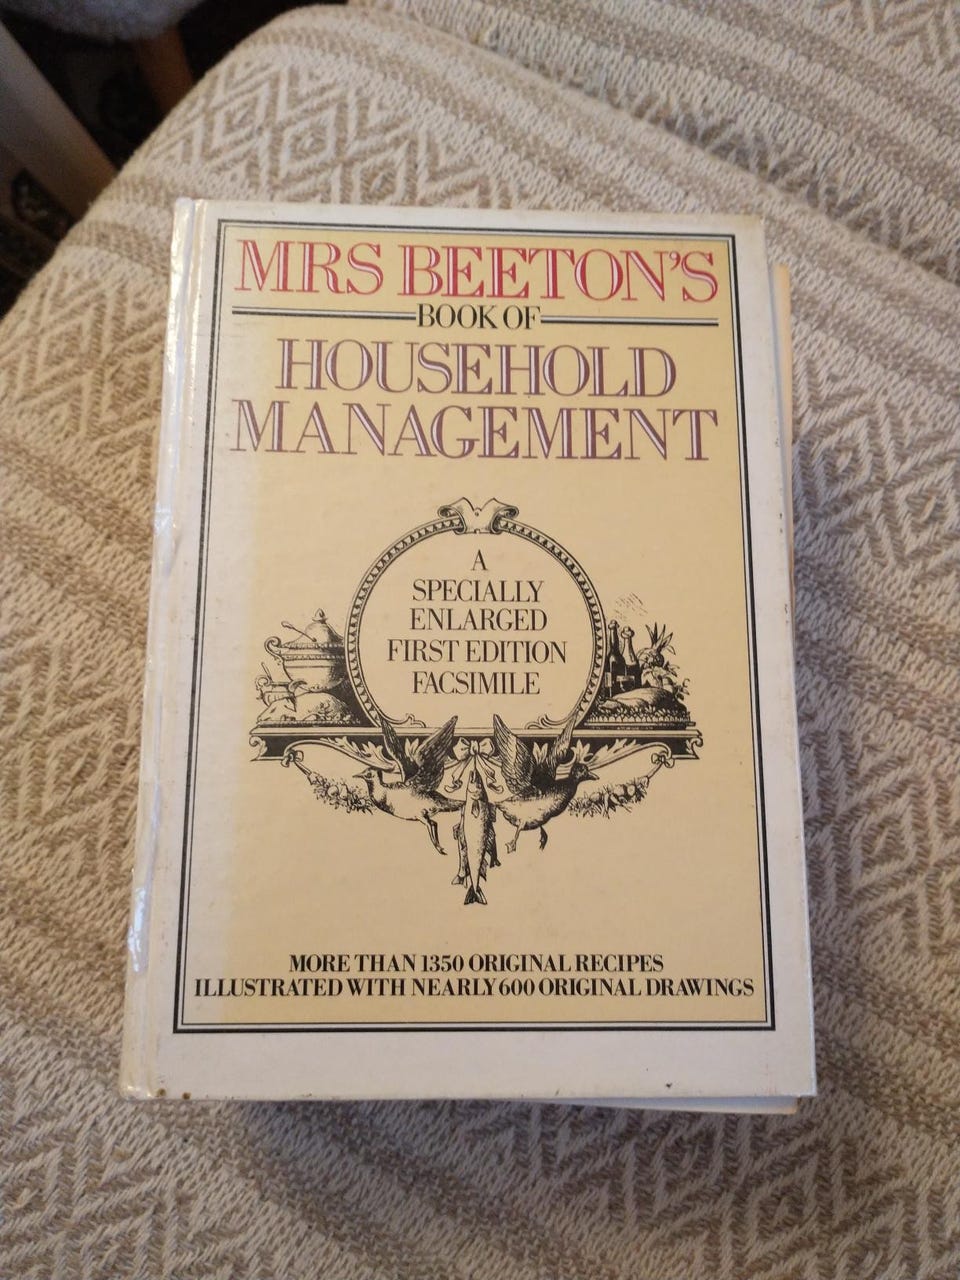 MRS BEETON'S
BOOK OF
HOUSEHOLD
MANAGEMENT
A
SPECIALLY
ENLARGED
FIRST EDITION
FACSIMILE
MORE THAN 1350 ORIGINAL RECIPES
ILLUSTRATED WITH NEARLY 600 ORIGINAL DRAWINGS